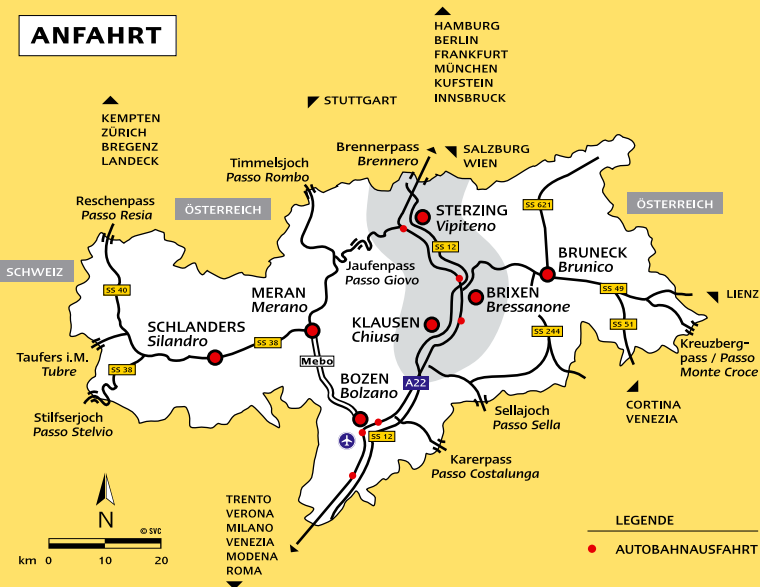 ANFAHRT
HAMBURG
BERLIN
FRANKFURT
MÜNCHEN
KUFSTEIN
INNSBRUCK
STUTTGART
KEMPTEN
ZÜRICH
BREGENZ
LANDECK
Brennerpass
Brennero
SALZBURG
WIEN
Timmelsjoch
Passo Rombo
Reschenpass
Passo Resia
ÖSTERREICH
ÖSTERREICH
SCHWEIZ
STERZING
Vipiteno
SS 621
SS 12
BRUNECK
Brunico
Jaufenpass
Passo Giovo
SS 40
MERAN
Merano
BRIXEN
Bressanone
SS 49
LIENZ
SCHLANDERS
Silandro
SS 38
KLAUSEN
Chiusa
SS 244
SS 51
Kreuzberg-
pass / Passo
Monte Croce
Taufers i.M.
Tubre
SS 38
Mebo
BOZEN
Bolzano
A22
Stilfserjoch
Passo Stelvio
Sellajoch
Passo Sella
CORTINA
VENEZIA
SS 12
Karerpass
Passo Costalunga
TRENTO
VERONA
MILANO
VENEZIA
MODENA
ROMA
N
© SVC
km 0 10 20
LEGENDE
AUTOBAHNAUSFAHRT